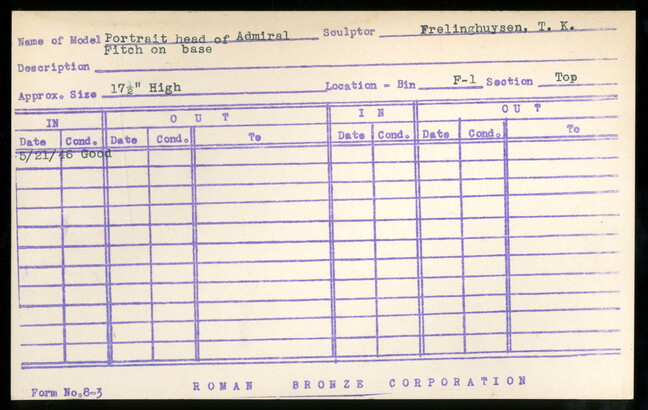 Name of Model Portrait head of Admiral Sculptor Frelinghuysen, T. K.
Fitch on base
Description
Approx. Size 17½" High Location - Bin F-1 Section Top
IN OUT IN OUT
Date Cond. Date Cond. To Date Cond. Date Cond. To
5/21/46 Good
Form No.8-3 ROMAN BRONZE CORPORATION